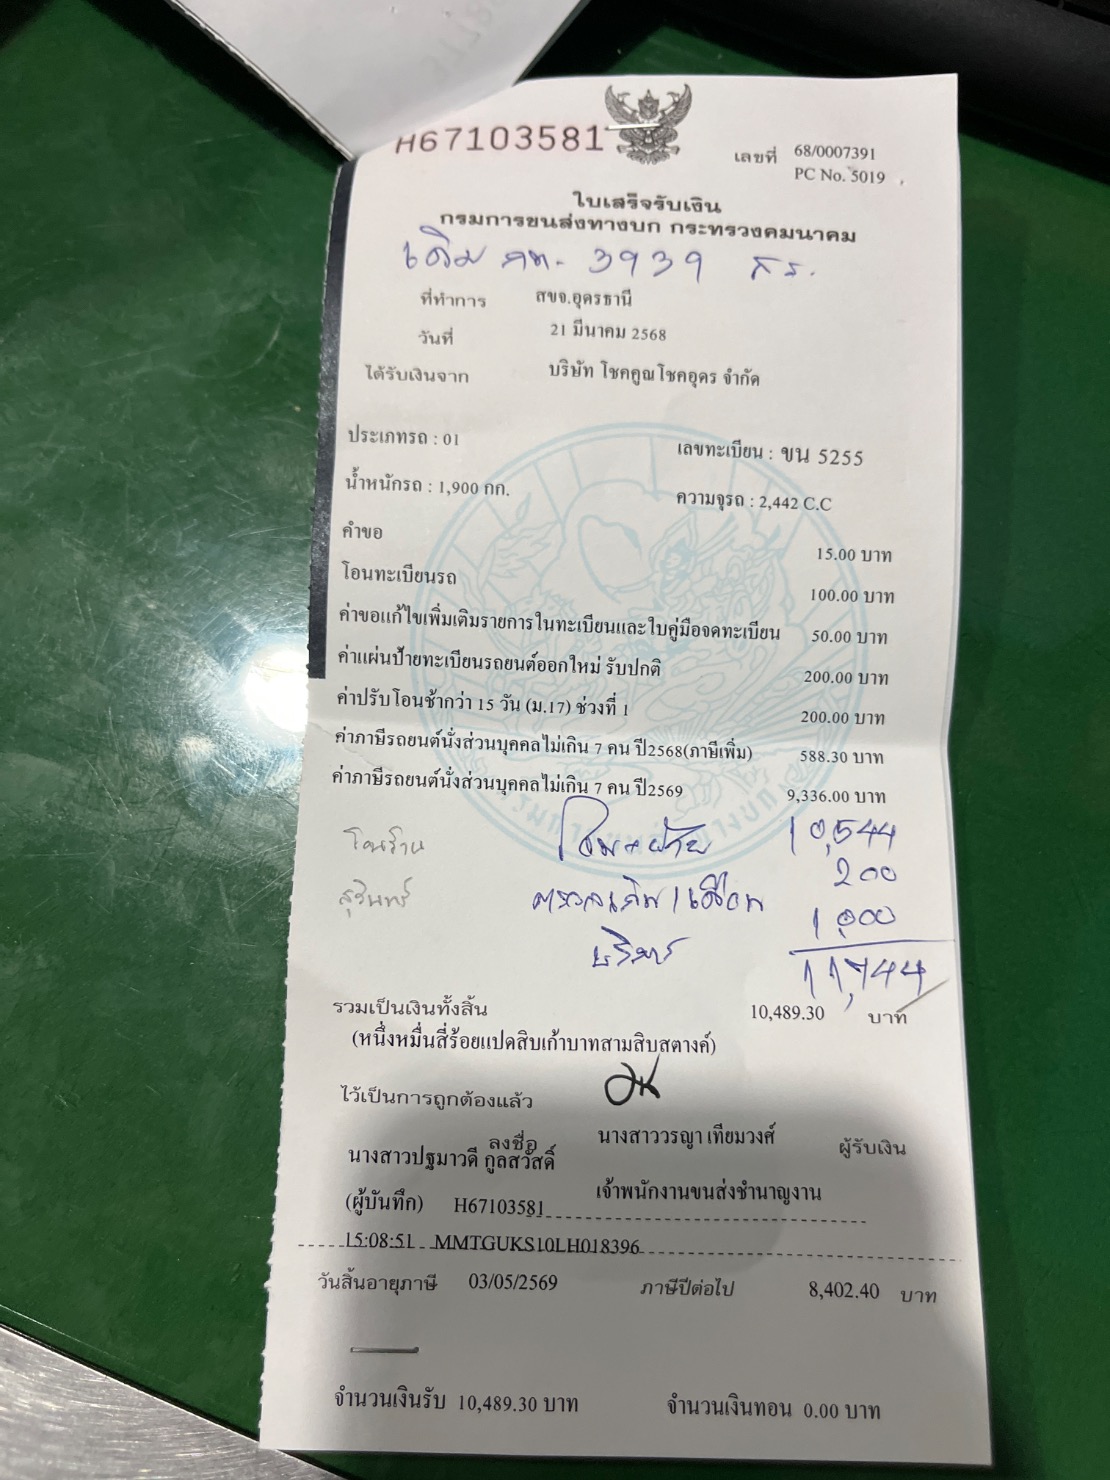 H67103581
เลขที่ 68/0007391
PC No. 5019
ใบเสร็จรับเงิน
กรมการขนส่งทางบก กระทรวงคมนาคม
เดิม 3939
ที่ทำการ สขจ.อุดรธานี
วันที่ 21 มีนาคม 2568
ได้รับเงินจาก บริษัท โชคคูณโชคอุดร จำกัด
ประเภทรถ : 01 เลขทะเบียน : ขน 5255
น้ำหนักรถ : 1,900 กก. ความจุรถ : 2,442 C.C
คำขอ 15.00 บาท
โอนทะเบียนรถ 100.00 บาท
ค่าขอแก้ไขเพิ่มเติมรายการในทะเบียนและใบคู่มือจดทะเบียน 50.00 บาท
ค่าแผ่นป้ายทะเบียนรถยนต์ออกใหม่ รับปกติ 200.00 บาท
ค่าปรับโอนช้ากว่า 15 วัน (ม.17) ช่วงที่ 1 200.00 บาท
ค่าภาษีรถยนต์นั่งส่วนบุคคลไม่เกิน 7 คน ปี2568(ภาษีเพิ่ม) 588.30 บาท
ค่าภาษีรถยนต์นั่งส่วนบุคคลไม่เกิน 7 คน ปี2569 9,336.00 บาท
โอนร้าน 10,544
สุรินทร์ 200
1,000
บริการ 11,744
รวมเป็นเงินทั้งสิ้น 10,489.30 บาท
(หนึ่งหมื่นสี่ร้อยแปดสิบเก้าบาทสามสิบสตางค์)
ไว้เป็นการถูกต้องแล้ว
ลงชื่อ นางสาววรญา เทียมวงศ์ ผู้รับเงิน
นางสาวปฐมาวดี กูลสวัสดิ์
(ผู้บันทึก) H67103581 เจ้าพนักงานขนส่งชำนาญงาน
15:08:51 MMTGUKS10LH018396
วันสิ้นอายุภาษี 03/05/2569 ภาษีปีต่อไป 8,402.40 บาท
จำนวนเงินรับ 10,489.30 บาท จำนวนเงินทอน 0.00 บาท